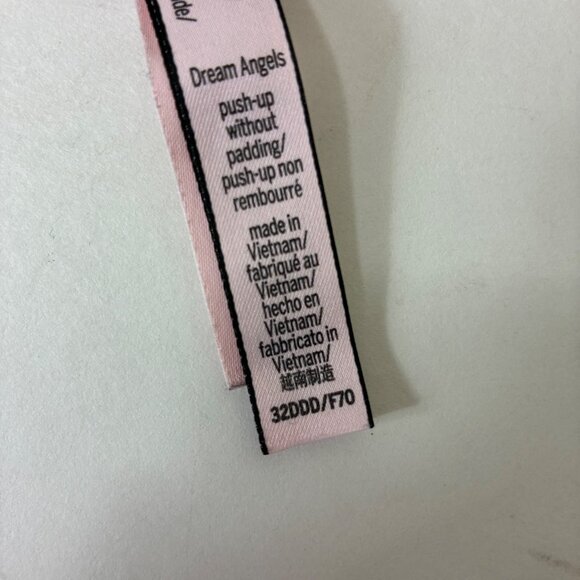 Dream Angels
push-up
without
padding/
push-up non
rembourré
made in
Vietnam/
fabriqué au
Vietnam/
hecho en
Vietnam/
fabbricato in
Vietnam/
越南制造
32DDD/F70